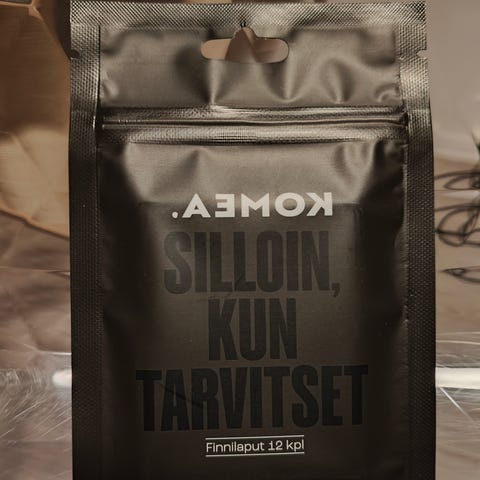 KOMEA.
SILLOIN,
KUN
TARVITSET
Finnilaput 12 kpl